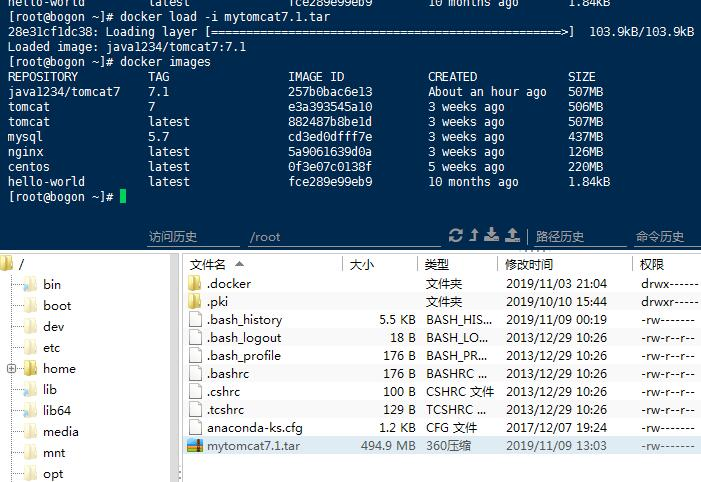 hello-world latest fce289e99eb9 10 months ago 1.84kB
[root@bogon ~]# docker load -i mytomcat7.1.tar
28e31cf1dc38: Loading layer [==================================================>] 103.9kB/103.9kB
Loaded image: java1234/tomcat7:7.1
[root@bogon ~]# docker images
REPOSITORY TAG IMAGE ID CREATED SIZE
java1234/tomcat7 7.1 257b0bac6e13 About an hour ago 507MB
tomcat 7 e3a393545a10 3 weeks ago 506MB
tomcat latest 882487b8be1d 3 weeks ago 507MB
mysql 5.7 cd3ed0dfff7e 3 weeks ago 437MB
nginx latest 5a9061639d0a 3 weeks ago 126MB
centos latest 0f3e07c0138f 5 weeks ago 220MB
hello-world latest fce289e99eb9 10 months ago 1.84kB
[root@bogon ~]#
访问历史 /root 路径历史 命令历史
/
bin
boot
dev
etc
home
lib
lib64
media
mnt
opt
文件名 大小 类型 修改时间 权限
.docker 文件夹 2019/11/03 21:04 drwx------
.pki 文件夹 2019/10/10 15:44 drwxr-----
.bash_history 5.5 KB BASH_HIS... 2019/11/09 00:19 -rw-------
.bash_logout 18 B BASH_LO... 2013/12/29 10:26 -rw-r--r--
.bash_profile 176 B BASH_PR... 2013/12/29 10:26 -rw-r--r--
.bashrc 176 B BASHRC ... 2013/12/29 10:26 -rw-r--r--
.cshrc 100 B CSHRC 文件 2013/12/29 10:26 -rw-r--r--
.tcshrc 129 B TCSHRC ... 2013/12/29 10:26 -rw-r--r--
anaconda-ks.cfg 1.2 KB CFG 文件 2017/12/07 19:24 -rw-------
mytomcat7.1.tar 494.9 MB 360压缩 2019/11/09 13:03 -rw-------